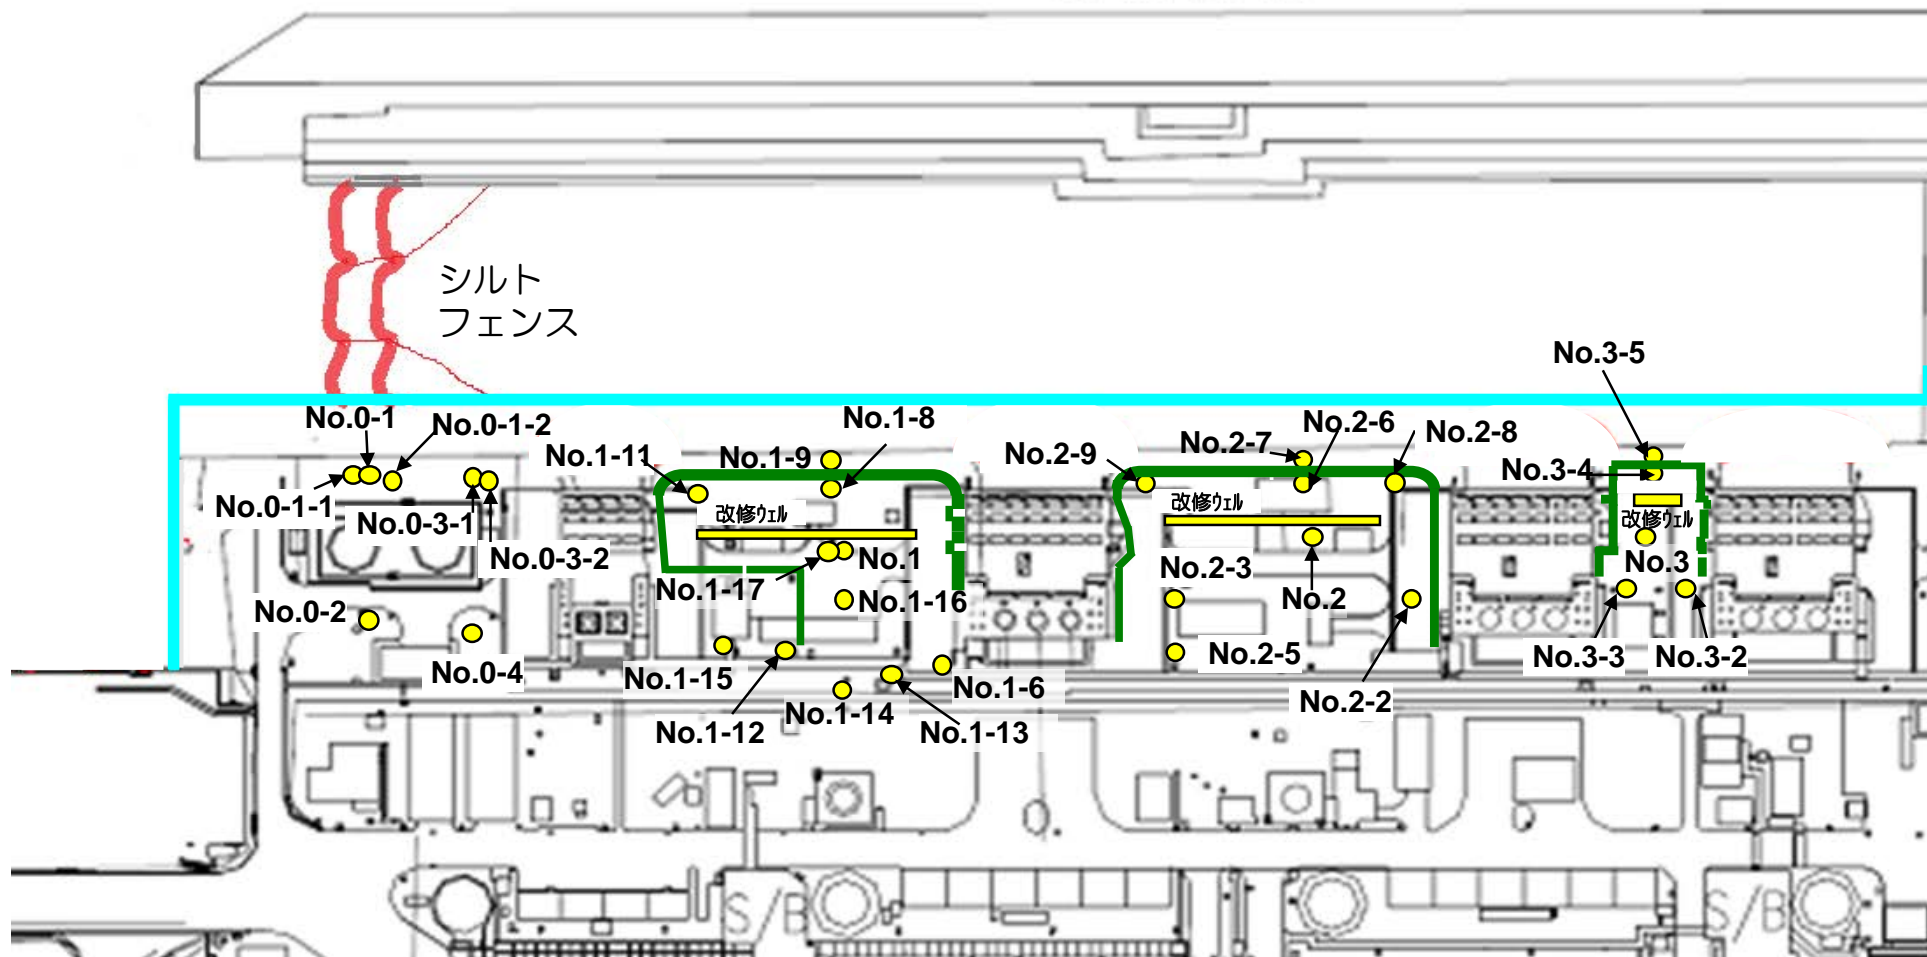 シルト
フェンス
No.3-5
No.0-1
No.0-1-2
No.1-8
No.2-6
No.2-8
No.2-7
No.1-11
No.1-9
No.2-9
No.3-4
No.0-1-1
No.0-3-1
改修ｳｪﾙ
改修ｳｪﾙ
改修ｳｪﾙ
No.0-3-2
No.1
No.3
No.1-17
No.2-3
No.0-2
No.1-16
No.2
No.0-4
No.1-15
No.1-6
No.2-5
No.3-3
No.3-2
No.2-2
No.1-14
No.1-12
No.1-13
S/B
S/B